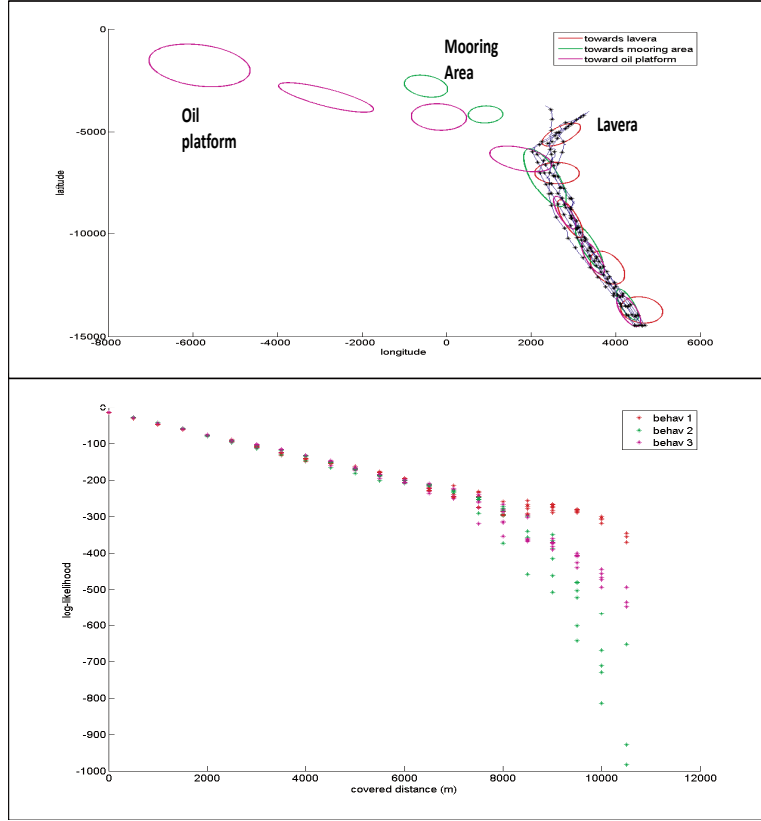 0
Mooring
Area
towards lavera
towards mooring area
toward oil platform
Oil
platform
Lavera
-5000
-10000
-15000
latitude
-8000 -6000 -4000 -2000 0 2000 4000 6000
longitude
0
behav 1
behav 2
behav 3
-100
-200
-300
-400
-500
-600
-700
-800
-900
-1000
log-likelihood
0 2000 4000 6000 8000 10000 12000
covered distance (m)